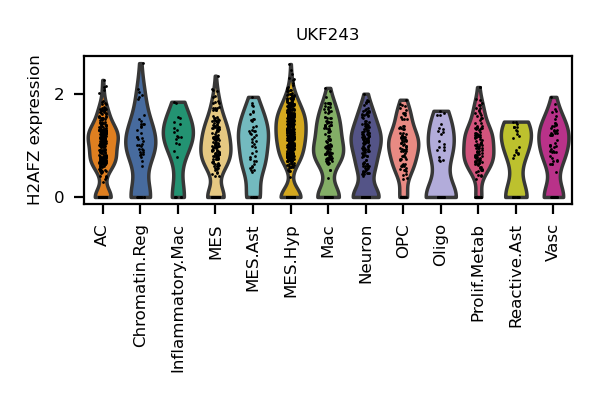 UKF243
H2AFZ expression
2
0
AC
Chromatin.Reg
Inflammatory.Mac
MES
MES.Ast
MES.Hyp
Mac
Neuron
OPC
Oligo
Prolif.Metab
Reactive.Ast
Vasc